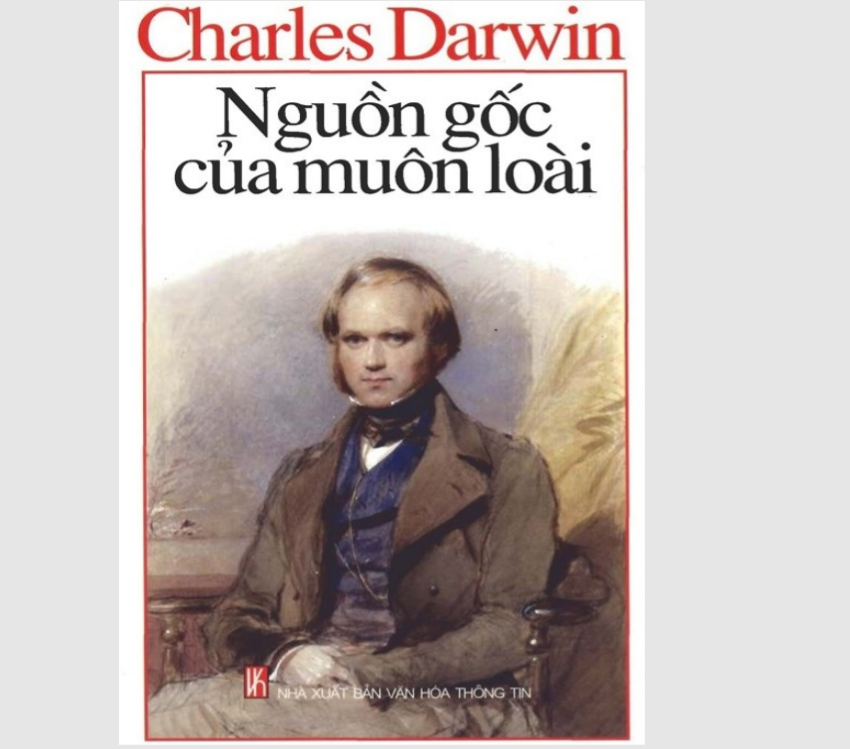 Charles Darwin
Nguồn gốc
của muôn loài
NHÀ XUẤT BẢN VĂN HÓA THÔNG TIN